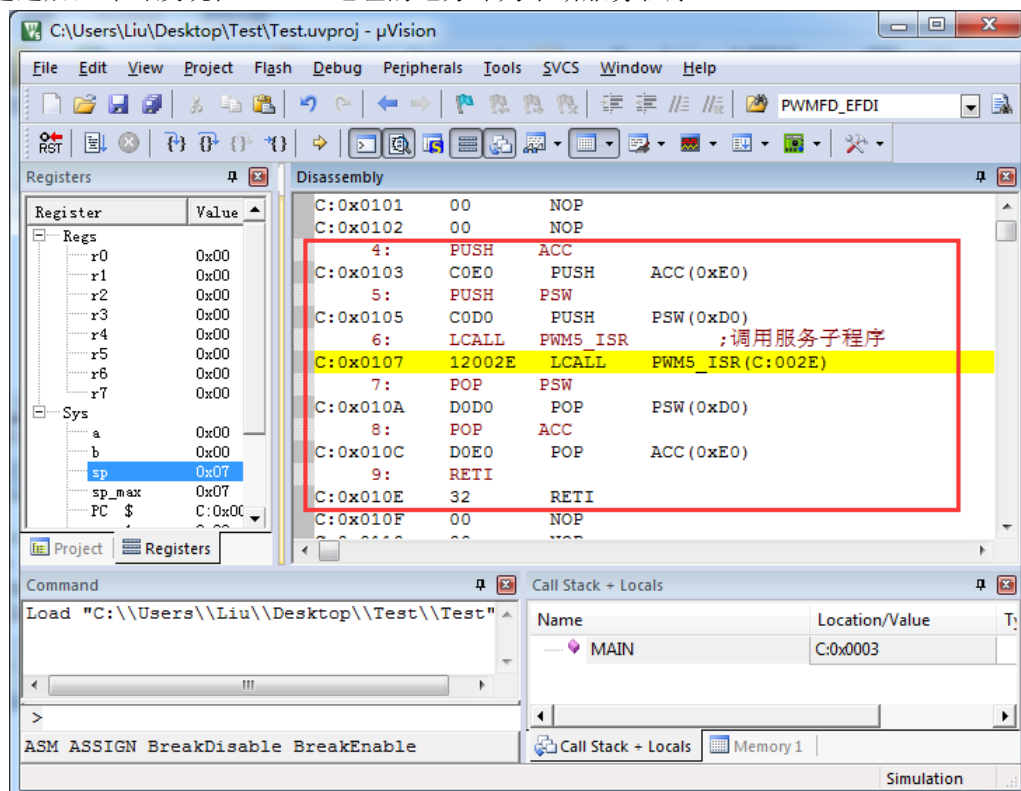 C:\Users\Liu\Desktop\Test\Test.uvproj - µVision
File Edit View Project Flash Debug Peripherals Tools SVCS Window Help
PWMFD_EFDI
RST
Registers
Register Value
Regs
r0 0x00
r1 0x00
r2 0x00
r3 0x00
r4 0x00
r5 0x00
r6 0x00
r7 0x00
Sys
a 0x00
b 0x00
sp 0x07
sp_max 0x07
PC $ C:0x00
Project Registers
Disassembly
C:0x0101 00 NOP
C:0x0102 00 NOP
4: PUSH ACC
C:0x0103 C0E0 PUSH ACC(0xE0)
5: PUSH PSW
C:0x0105 C0D0 PUSH PSW(0xD0)
6: LCALL PWM5_ISR ;调用服务子程序
C:0x0107 12002E LCALL PWM5_ISR(C:002E)
7: POP PSW
C:0x010A D0D0 POP PSW(0xD0)
8: POP ACC
C:0x010C D0E0 POP ACC(0xE0)
9: RETI
C:0x010E 32 RETI
C:0x010F 00 NOP
Command
Load "C:\\Users\\Liu\\Desktop\\Test\\Test"
>
ASM ASSIGN BreakDisable BreakEnable
Call Stack + Locals
Name Location/Value Ty
MAIN C:0x0003
Call Stack + Locals Memory 1
Simulation